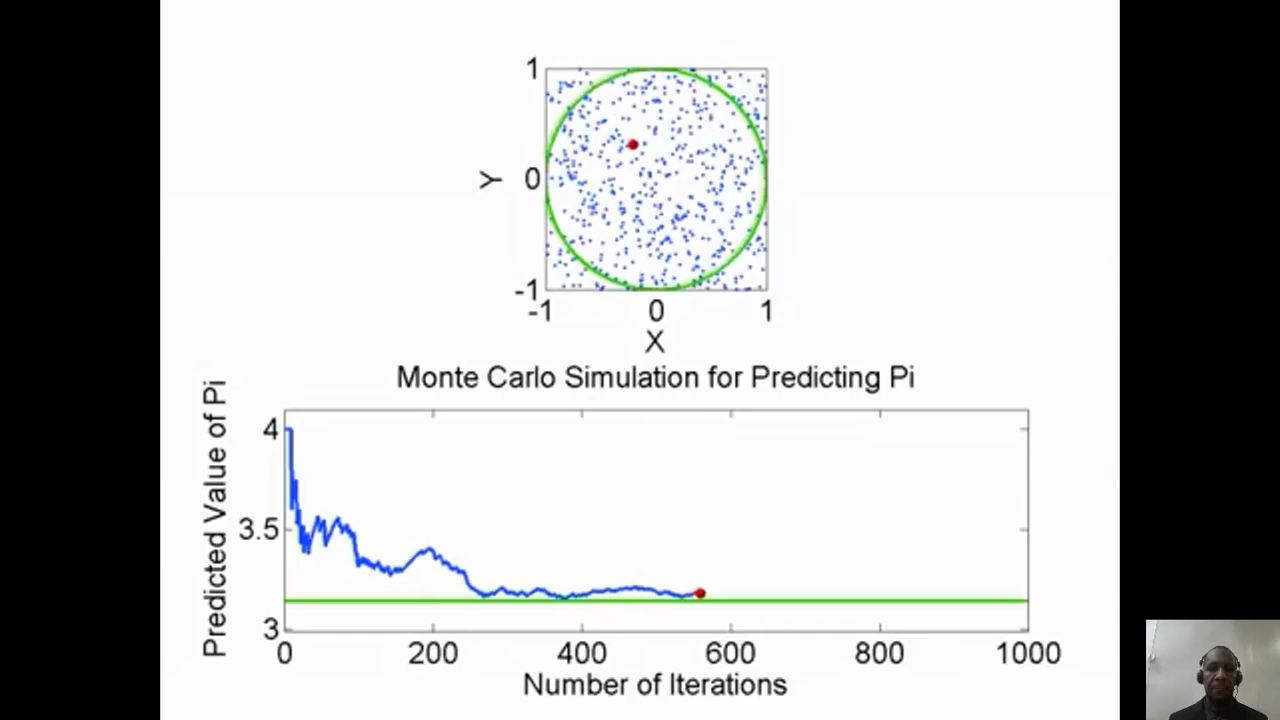 1
Y
0
-1
-1 0 1
X
Monte Carlo Simulation for Predicting Pi
Predicted Value of Pi
4
3.5
3
0 200 400 600 800 1000
Number of Iterations